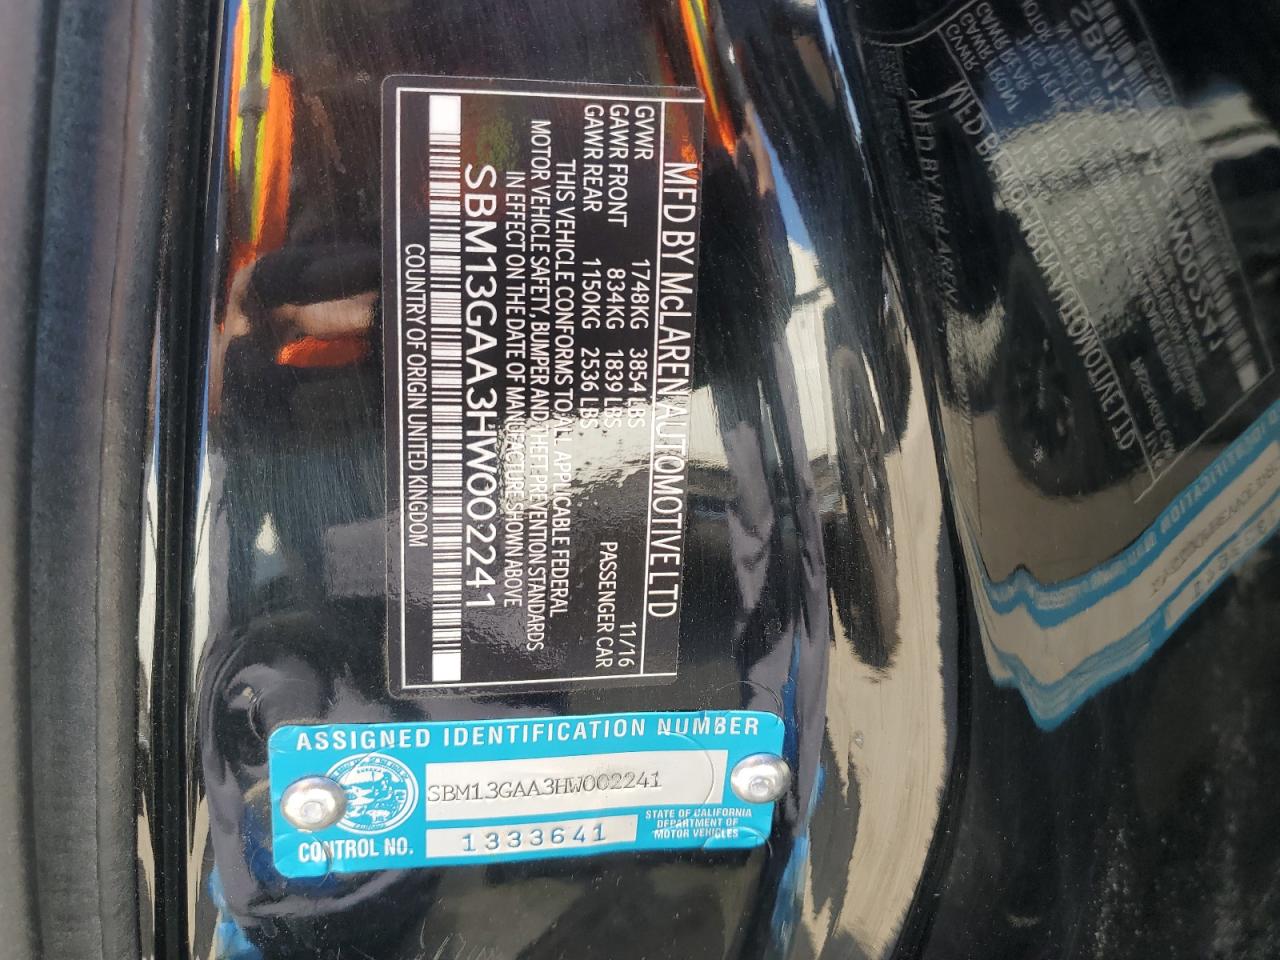 MFD BY McLAREN AUTOMOTIVE LTD
GVWR 1748KG 3854 LBS 11/16
GAWR FRONT 834KG 1839 LBS PASSENGER CAR
GAWR REAR 1150KG 2536 LBS
THIS VEHICLE CONFORMS TO ALL APPLICABLE FEDERAL
MOTOR VEHICLE SAFETY, BUMPER AND THEFT PREVENTION STANDARDS
IN EFFECT ON THE DATE OF MANUFACTURE SHOWN ABOVE
SBM13GAA3HW002241
COUNTRY OF ORIGIN UNITED KINGDOM
ASSIGNED IDENTIFICATION NUMBER
SBM13GAA3HW002241
CONTROL NO. 1333641
STATE OF CALIFORNIA
DEPARTMENT OF
MOTOR VEHICLES